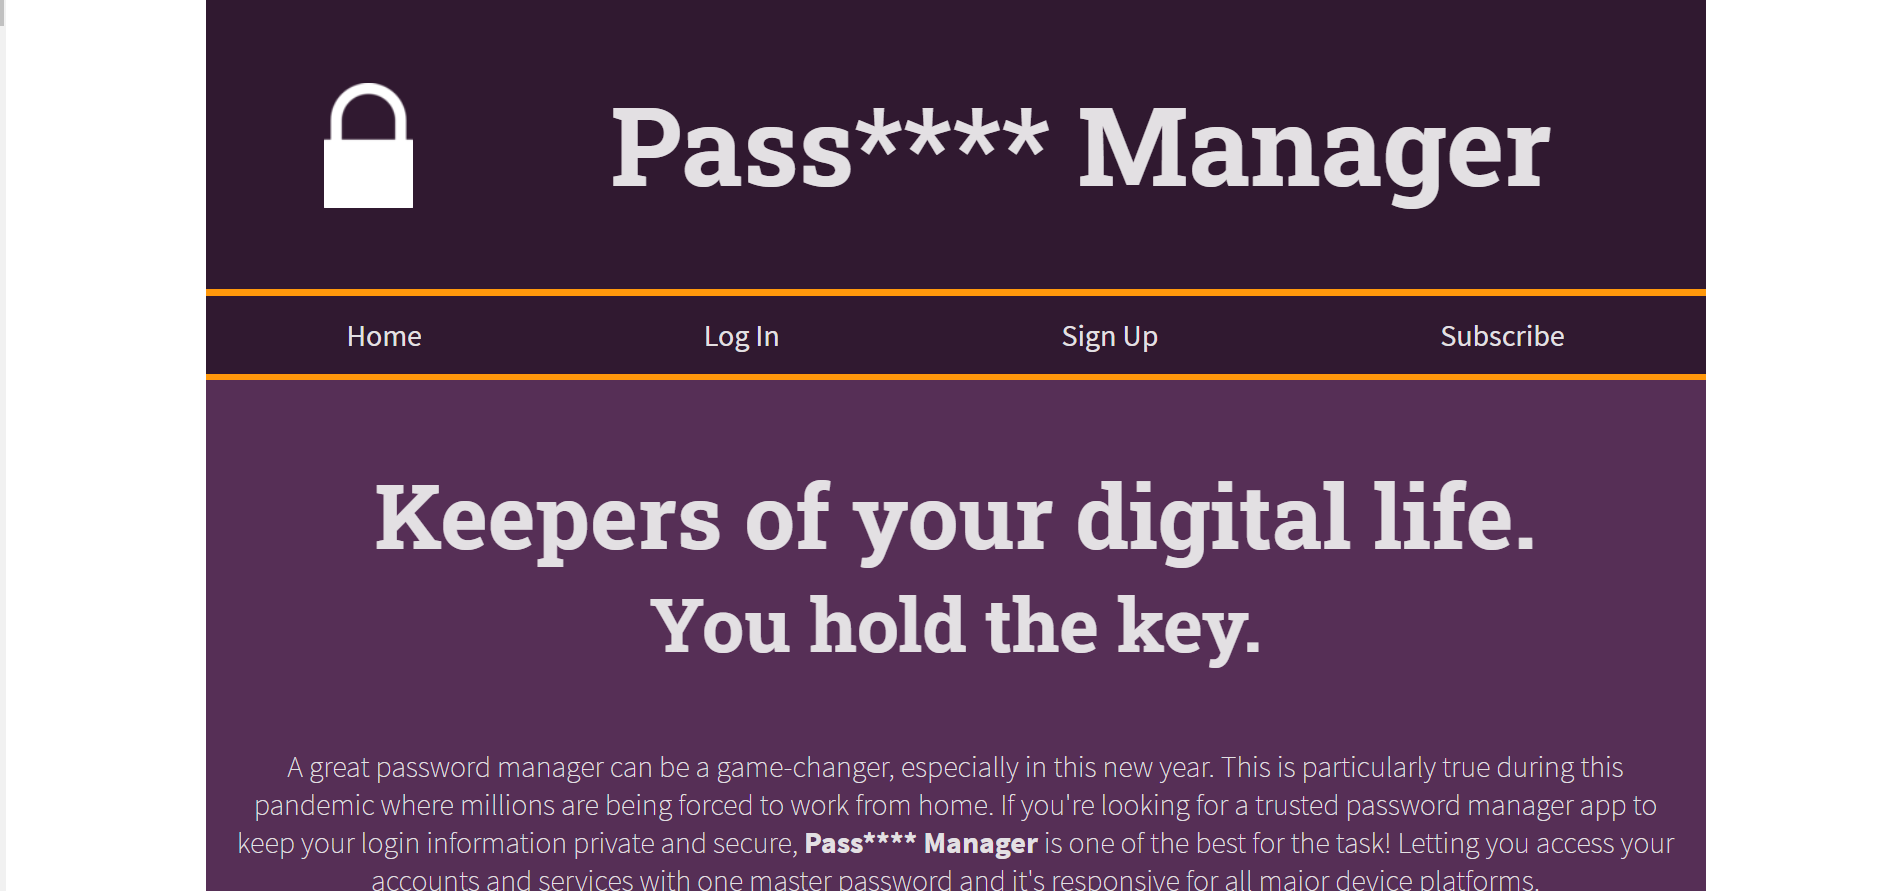 Pass**** Manager
Home Log In Sign Up Subscribe
Keepers of your digital life.
You hold the key.
A great password manager can be a game-changer, especially in this new year. This is particularly true during this
pandemic where millions are being forced to work from home. If you're looking for a trusted password manager app to
keep your login information private and secure, Pass**** Manager is one of the best for the task! Letting you access your
accounts and services with one master password and it's responsive for all major device platforms.